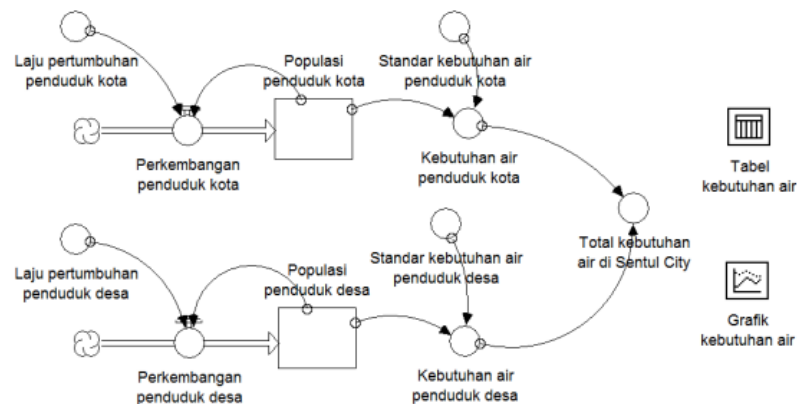 Laju pertumbuhan
penduduk kota
Populasi
penduduk kota
Standar kebutuhan air
penduduk kota
Perkembangan
penduduk kota
Kebutuhan air
penduduk kota
Tabel
kebutuhan air
Laju pertumbuhan
penduduk desa
Populasi
penduduk desa
Standar kebutuhan air
penduduk desa
Total kebutuhan
air di Sentul City
Perkembangan
penduduk desa
Kebutuhan air
penduduk desa
Grafik
kebutuhan air